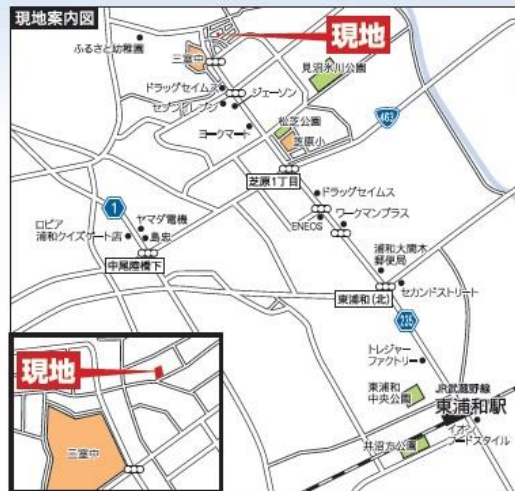 現地案内図
ふるさと幼稚園
現地
三室中
見沼氷川公園
ドラッグセイムス
ジェーソン
セブンイレブン
松芝公園
463
ヨークマート
芝原小
芝原1丁目
ドラッグセイムス
1
ヤマダ電機
ENEOS
ワークマンプラス
ロピア
浦和クイズゲート店
島忠
浦和大間木
郵便局
中尾陸橋下
東浦和(北)
セカンドストリート
235
トレジャー
ファクトリー
現地
東浦和
中央公園
JR武蔵野線
東浦和駅
三室中
井沼方公園
イオン
フードスタイル